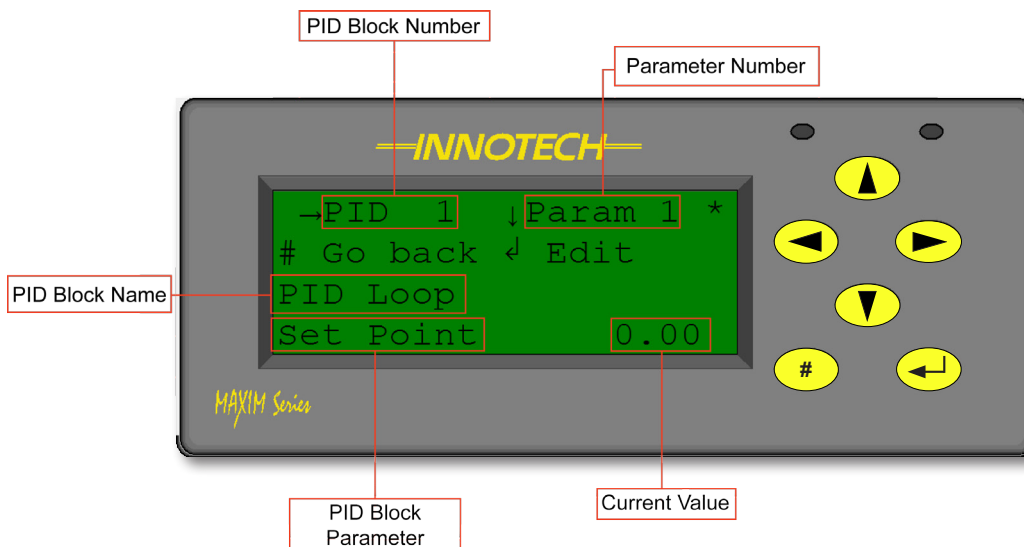 PID Block Number
Parameter Number
INNOTECH
→PID 1 ↓Param 1 *
# Go back ↲ Edit
PID Block Name
PID Loop
Set Point 0.00
#
MAXIM Series
Current Value
PID Block
Parameter